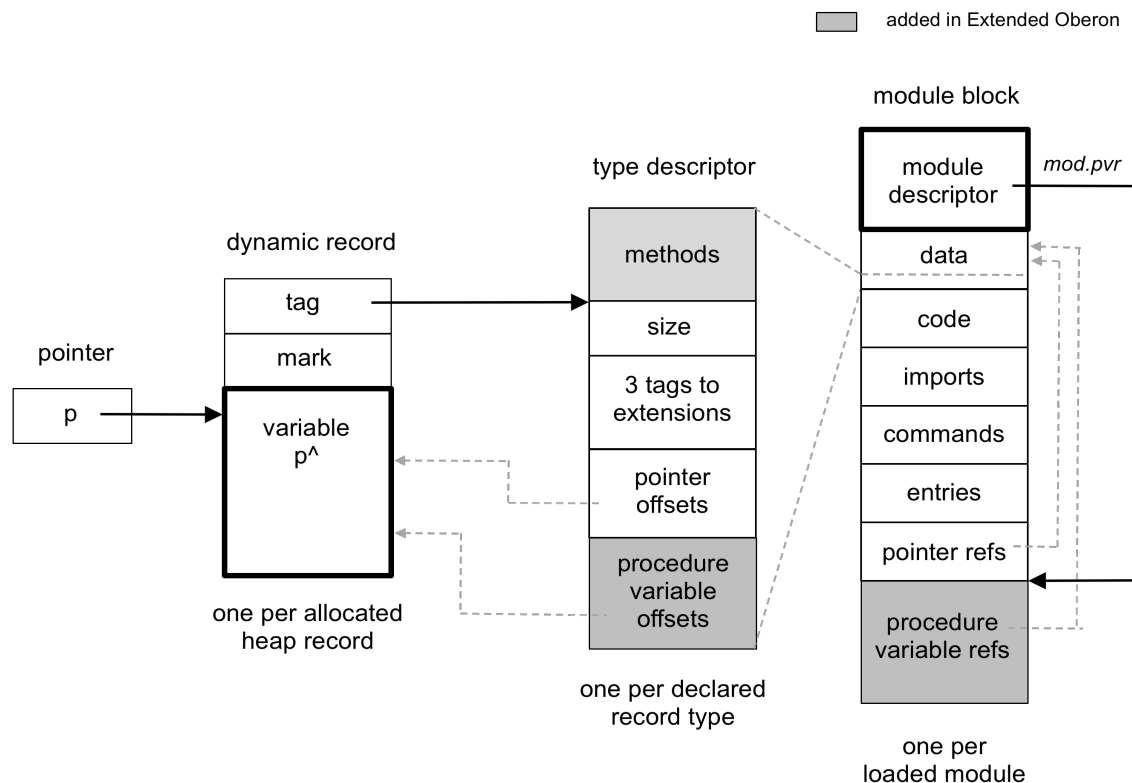 added in Extended Oberon
module block
module
descriptor
mod.pvr
type descriptor
data
dynamic record
methods
tag
size
code
pointer
mark
3 tags to
extensions
imports
p
variable
p^
commands
pointer
offsets
entries
pointer refs
procedure
variable
offsets
one per allocated
heap record
procedure
variable refs
one per declared
record type
one per
loaded module